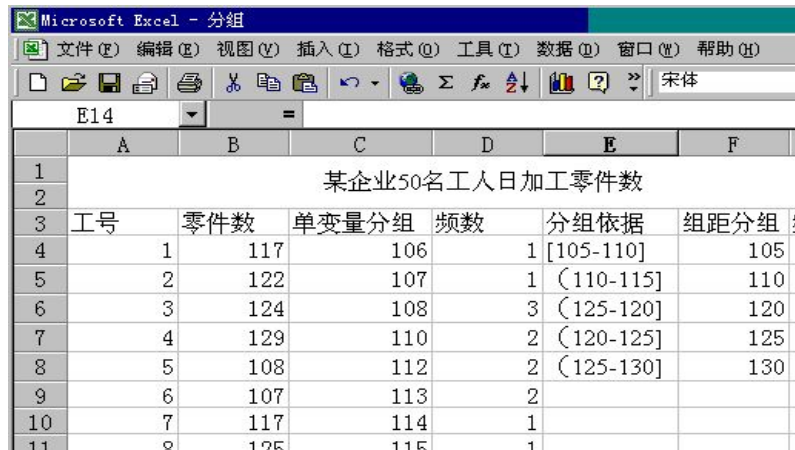 Microsoft Excel - 分组
文件(F) 编辑(E) 视图(V) 插入(I) 格式(O) 工具(T) 数据(D) 窗口(W) 帮助(H)
宋体
E14 =
A B C D E F
1 某企业50名工人日加工零件数
2
3 工号 零件数 单变量分组 频数 分组依据 组距分组
4 1 117 106 1 [105-110] 105
5 2 122 107 1 (110-115] 110
6 3 124 108 3 (125-120] 120
7 4 129 110 2 (120-125] 125
8 5 108 112 2 (125-130] 130
9 6 107 113 2
10 7 117 114 1
11 8 125 115 1